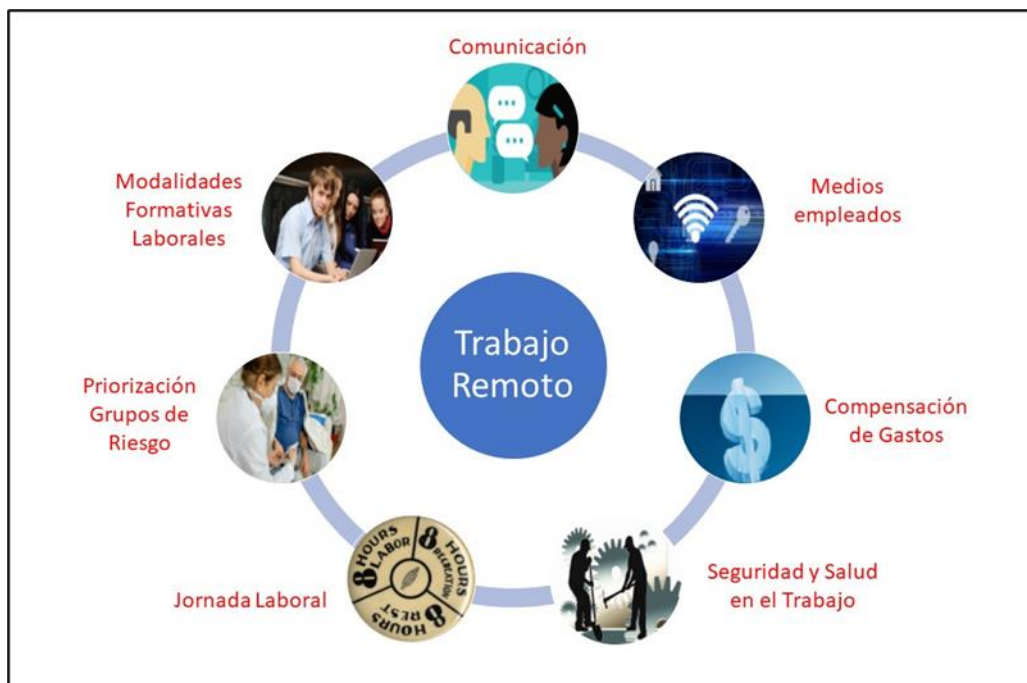 Comunicación
Medios
empleados
Compensación
de Gastos
Seguridad y Salud
en el Trabajo
Jornada Laboral
8 HOURS LABOR
8 HOURS RECREATION
8 HOURS REST
Priorización
Grupos de
Riesgo
Modalidades
Formativas
Laborales
Trabajo
Remoto